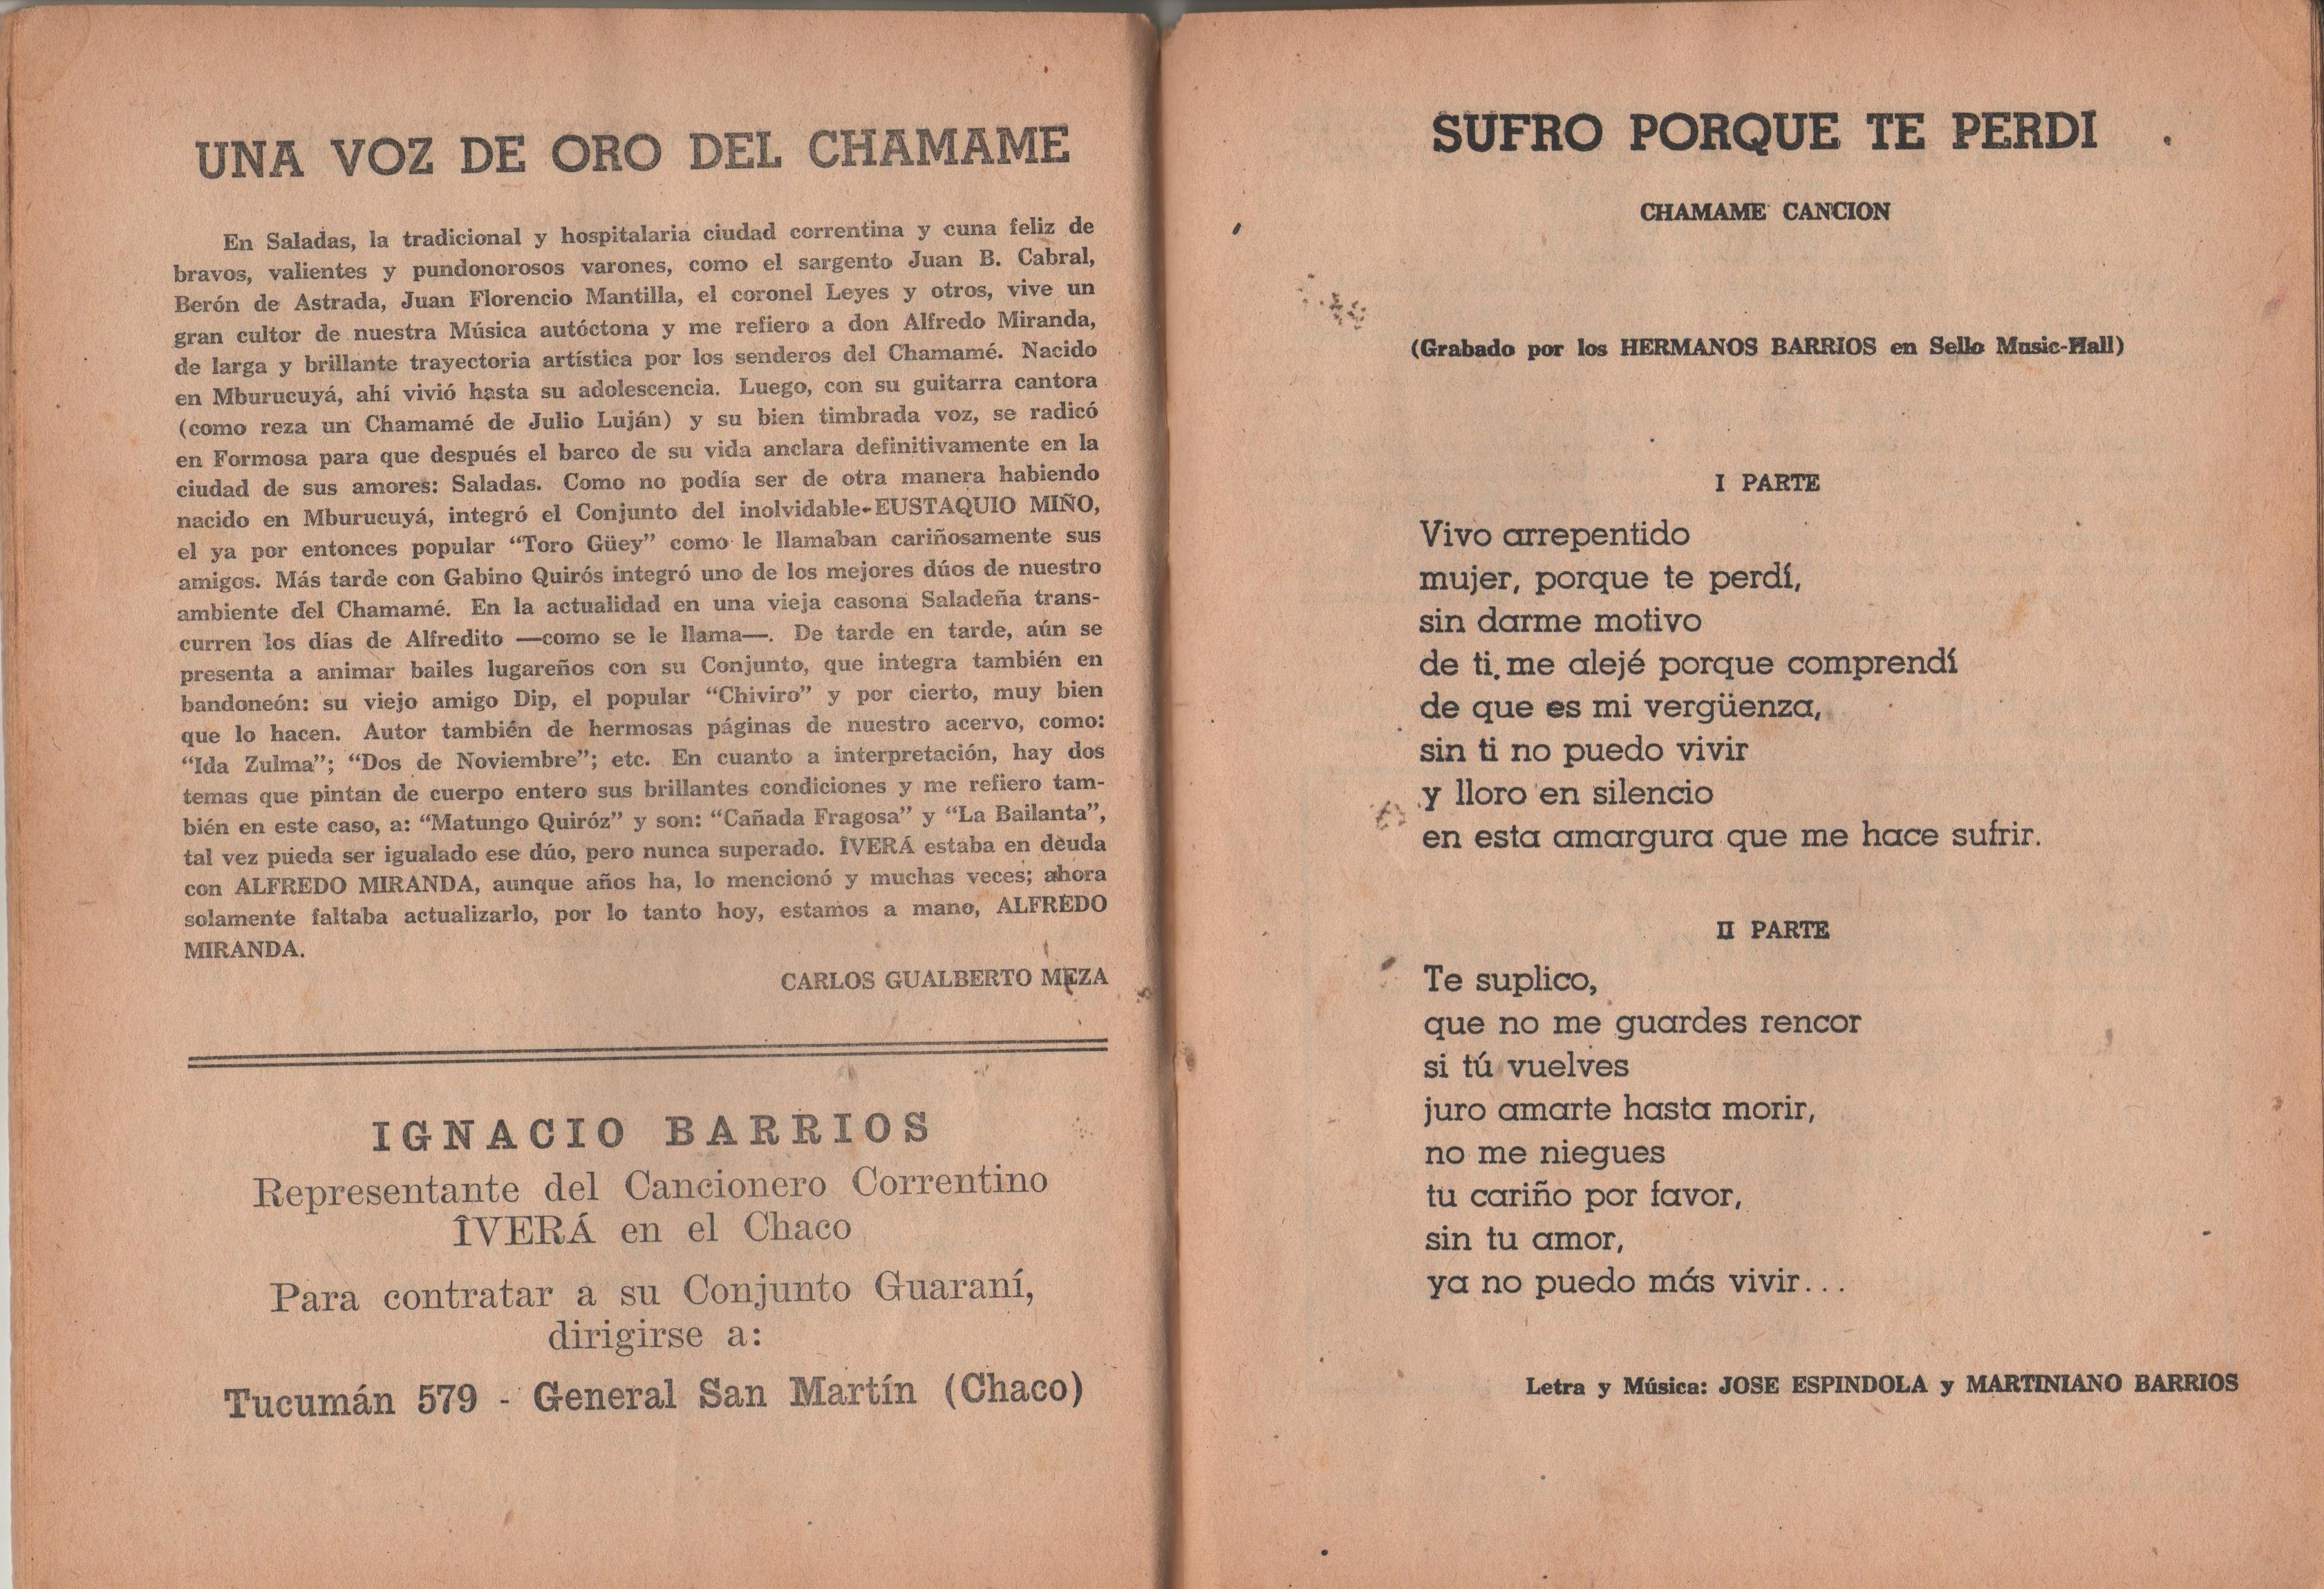 UNA VOZ DE ORO DEL CHAMAME
En Saladas, la tradicional y hospitalaria ciudad correntina y cuna feliz de
bravos, valientes y pundonorosos varones, como el sargento Juan B. Cabral,
Berón de Astrada, Juan Florencio Mantilla, el coronel Leyes y otros, vive un
gran cultor de nuestra Música autóctona y me refiero a don Alfredo Miranda,
de larga y brillante trayectoria artística por los senderos del Chamamé. Nacido
en Mburucuyá, ahí vivió hasta su adolescencia. Luego, con su guitarra cantora
(como reza un Chamamé de Julio Luján) y su bien timbrada voz, se radicó
en Formosa para que después el barco de su vida anclara definitivamente en la
ciudad de sus amores: Saladas. Como no podía ser de otra manera habiendo
nacido en Mburucuyá, integró el Conjunto del inolvidable-EUSTAQUIO MIÑO,
el ya por entonces popular “Toro Güey” como le llamaban cariñosamente sus
amigos. Más tarde con Gabino Quirós integró uno de los mejores dúos de nuestro
ambiente del Chamamé. En la actualidad en una vieja casona Saladeña trans-
curren los días de Alfredito —como se le llama—. De tarde en tarde, aún se
presenta a animar bailes lugareños con su Conjunto, que integra también en
bandoneón: su viejo amigo Dip, el popular “Chiviro” y por cierto, muy bien
que lo hacen. Autor también de hermosas páginas de nuestro acervo, como:
“Ida Zulma”; “Dos de Noviembre”; etc. En cuanto a interpretación, hay dos
temas que pintan de cuerpo entero sus brillantes condiciones y me refiero tam-
bién en este caso, a: “Matungo Quiróz” y son: “Cañada Fragosa” y “La Bailanta”,
tal vez pueda ser igualado ese dúo, pero nunca superado. ÎVERÁ estaba en deuda
con ALFREDO MIRANDA, aunque años ha, lo mencionó y muchas veces; ahora
solamente faltaba actualizarlo, por lo tanto hoy, estamos a mano, ALFREDO
MIRANDA.
CARLOS GUALBERTO MEZA
IGNACIO BARRIOS
Representante del Cancionero Correntino
ÎVERÁ en el Chaco
Para contratar a su Conjunto Guaraní,
dirigirse a:
Tucumán 579 - General San Martín (Chaco)
SUFRO PORQUE TE PERDI
CHAMAME CANCION
(Grabado por los HERMANOS BARRIOS en Sello Music-Hall)
I PARTE
Vivo arrepentido
mujer, porque te perdí,
sin darme motivo
de ti me alejé porque comprendí
de que es mi vergüenza,
sin ti no puedo vivir
y lloro en silencio
en esta amargura que me hace sufrir.
II PARTE
Te suplico,
que no me guardes rencor
si tú vuelves
juro amarte hasta morir,
no me niegues
tu cariño por favor,
sin tu amor,
ya no puedo más vivir...
Letra y Música: JOSE ESPINDOLA y MARTINIANO BARRIOS